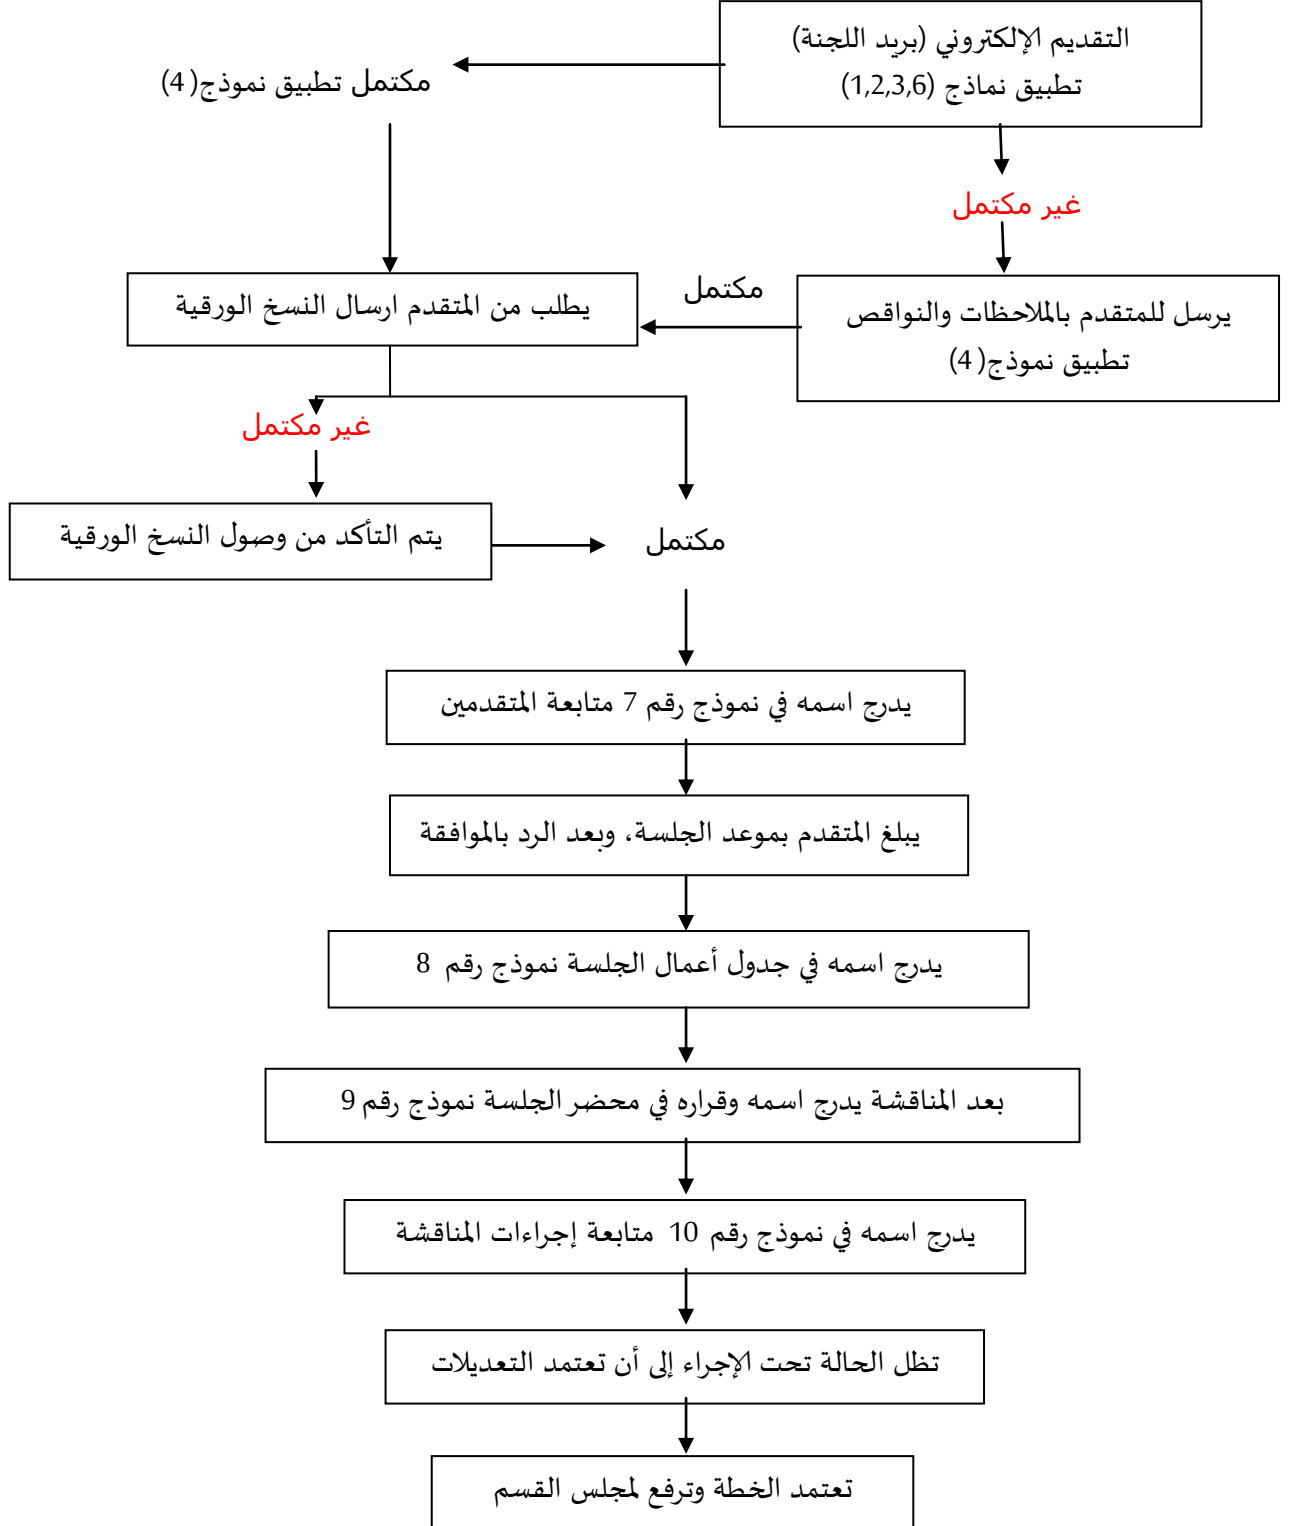 التقديم الإلكتروني (بريد اللجنة)
تطبيق نماذج (1,2,3,6)
مكتمل تطبيق نموذج( 4)
غير مكتمل
يرسل للمتقدم بالملاحظات والنواقص
تطبيق نموذج( 4)
مكتمل
يطلب من المتقدم ارسال النسخ الورقية
غير مكتمل
يتم التأكد من وصول النسخ الورقية
مكتمل
يدرج اسمه في نموذج رقم 7 متابعة المتقدمين
يبلغ المتقدم بموعد الجلسة، وبعد الرد بالموافقة
يدرج اسمه في جدول أعمال الجلسة نموذج رقم 8
بعد المناقشة يدرج اسمه وقراره في محضر الجلسة نموذج رقم 9
يدرج اسمه في نموذج رقم 10 متابعة إجراءات المناقشة
تظل الحالة تحت الإجراء إلى أن تعتمد التعديلات
تعتمد الخطة وترفع لمجلس القسم